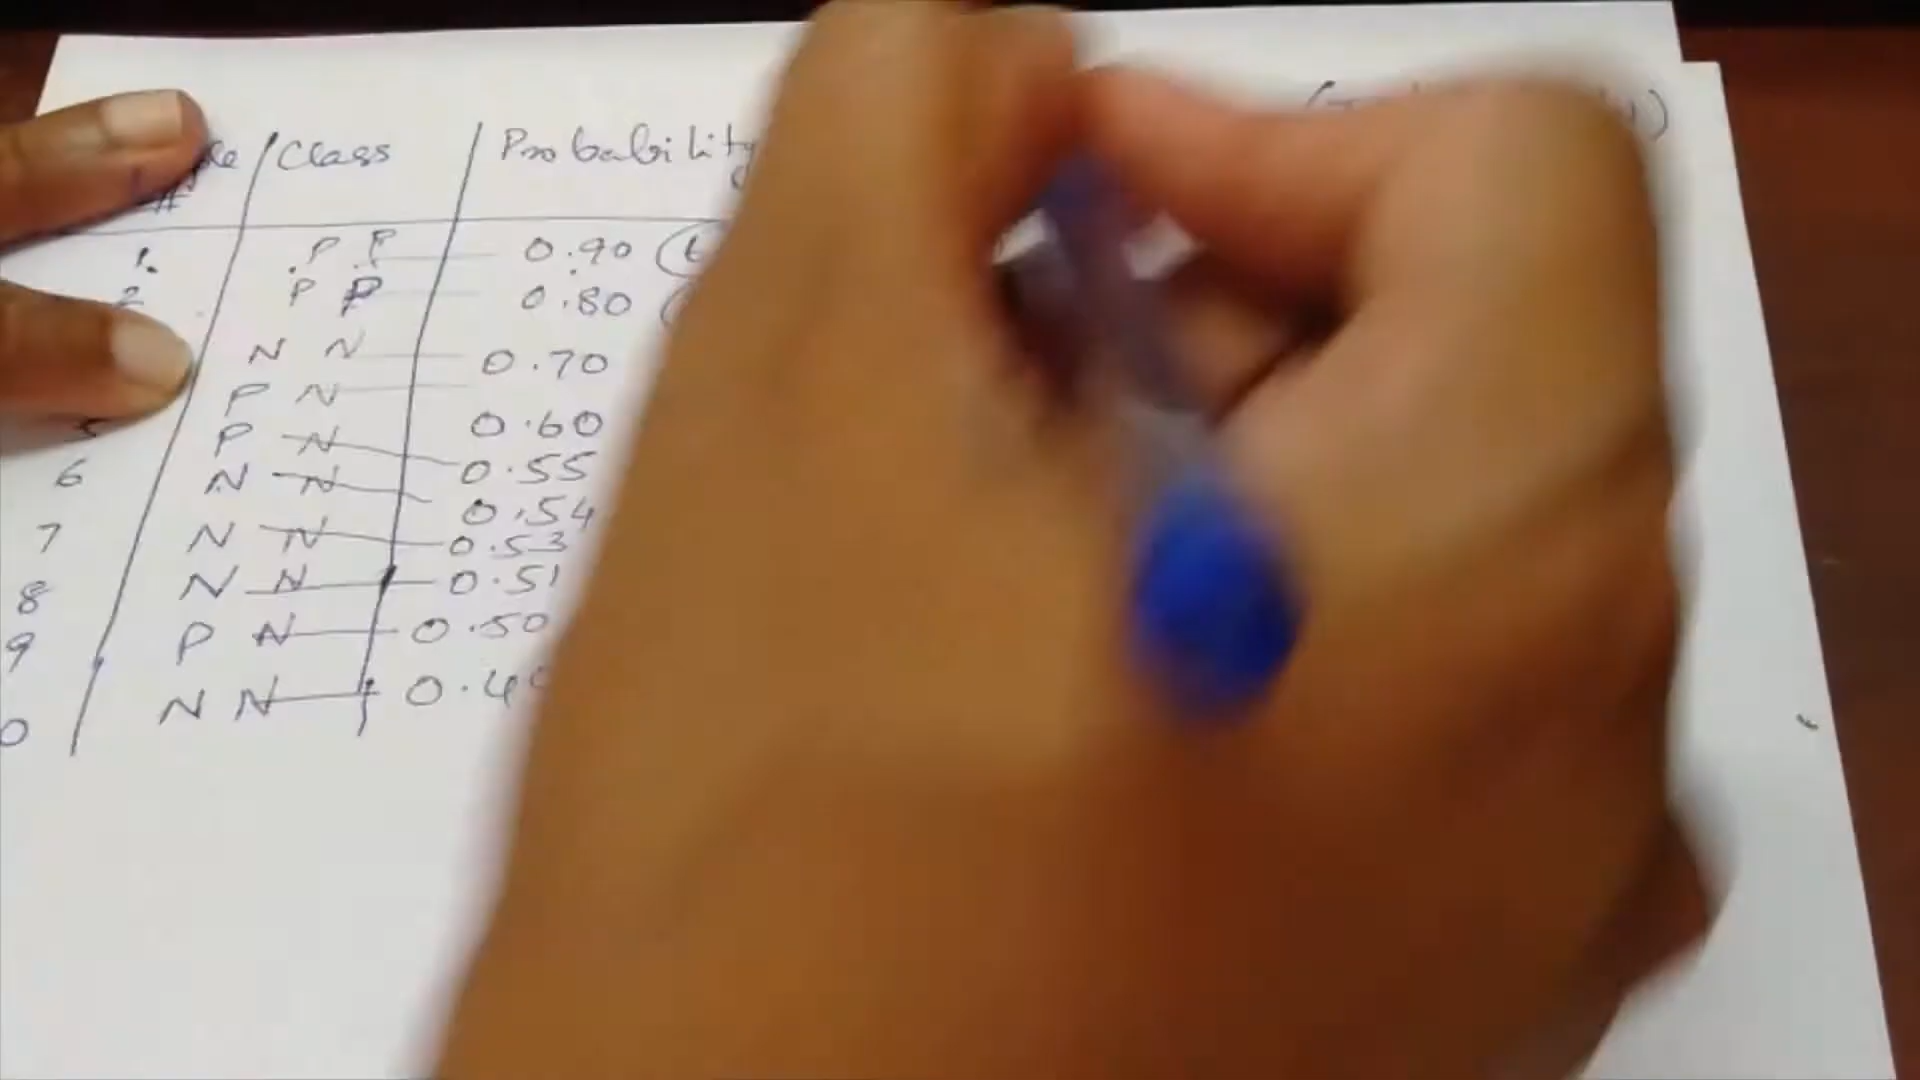 Class Probability
#
1. P P 0.90
2 P P 0.80
N N 0.70
P N 0.60
5 P N 0.55
6 N N 0.54
7 N N 0.53
8 N N 0.51
9 P N 0.50
N N